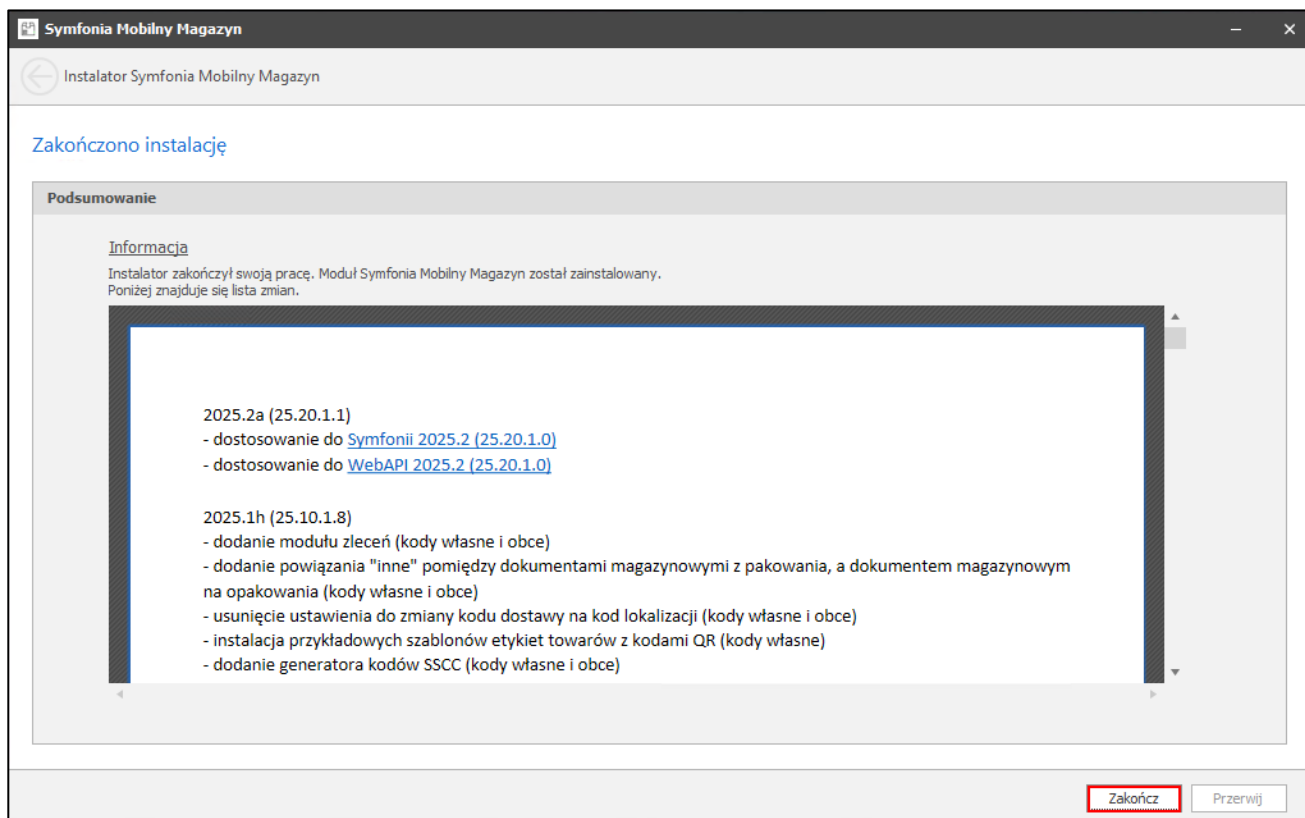 Symfonia Mobilny Magazyn
Instalator Symfonia Mobilny Magazyn
Zakończono instalację
Podsumowanie
Informacja
Instalator zakończył swoją pracę. Moduł Symfonia Mobilny Magazyn został zainstalowany.
Poniżej znajduje się lista zmian.
2025.2a (25.20.1.1)
- dostosowanie do Symfonii 2025.2 (25.20.1.0)
- dostosowanie do WebAPI 2025.2 (25.20.1.0)
2025.1h (25.10.1.8)
- dodanie modułu zleceń (kody własne i obce)
- dodanie powiązania "inne" pomiędzy dokumentami magazynowymi z pakowania, a dokumentem magazynowym
na opakowania (kody własne i obce)
- usunięcie ustawienia do zmiany kodu dostawy na kod lokalizacji (kody własne i obce)
- instalacja przykładowych szablonów etykiet towarów z kodami QR (kody własne)
- dodanie generatora kodów SSCC (kody własne i obce)
Zakończ
Przerwij